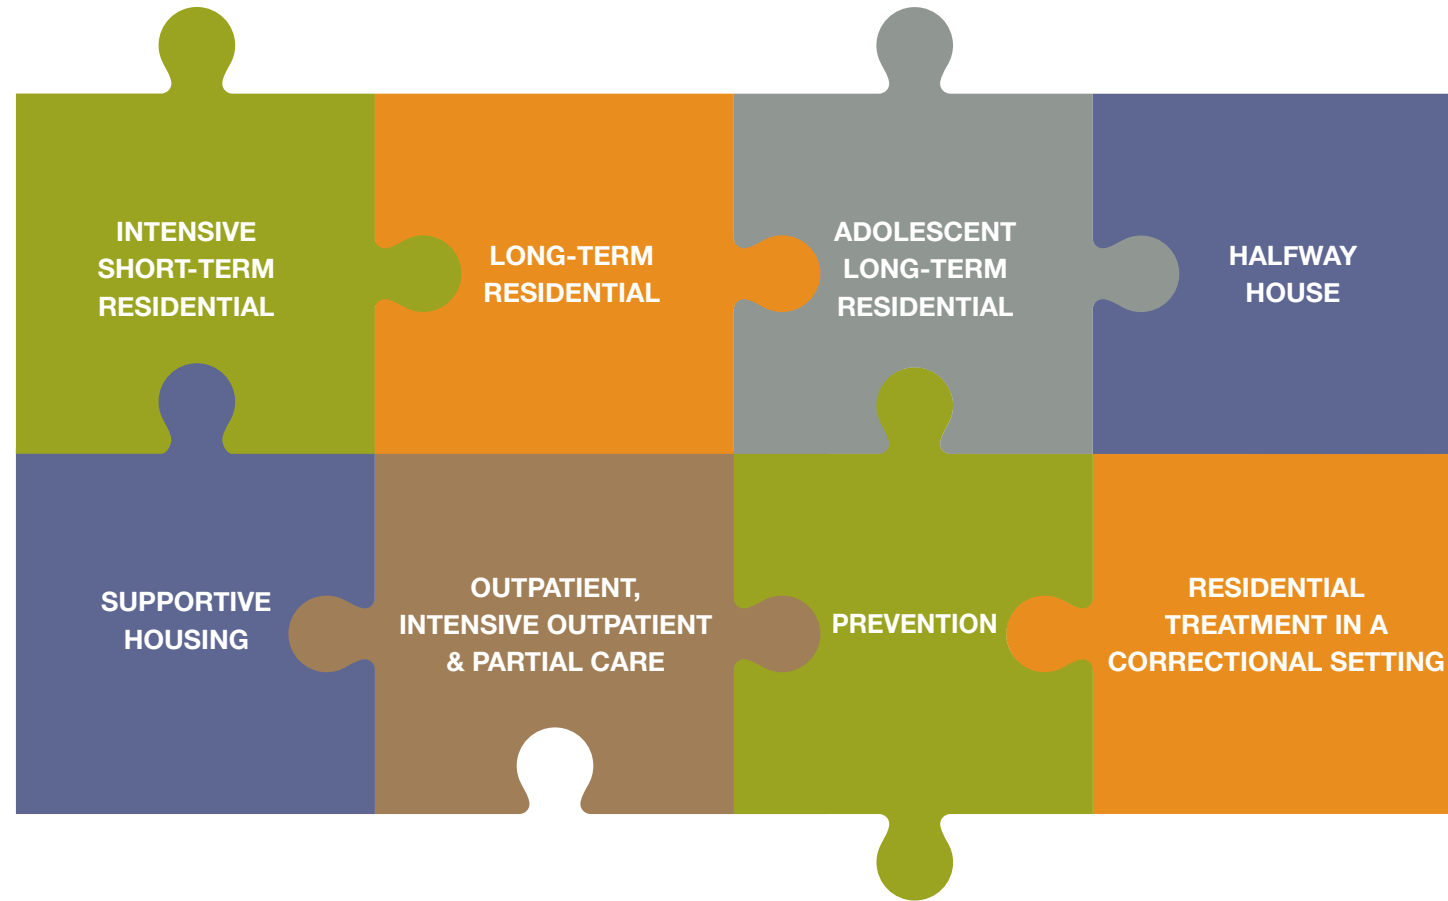 INTENSIVE
SHORT-TERM
RESIDENTIAL
LONG-TERM
RESIDENTIAL
ADOLESCENT
LONG-TERM
RESIDENTIAL
HALFWAY
HOUSE
SUPPORTIVE
HOUSING
OUTPATIENT,
INTENSIVE OUTPATIENT
& PARTIAL CARE
PREVENTION
RESIDENTIAL
TREATMENT IN A
CORRECTIONAL SETTING